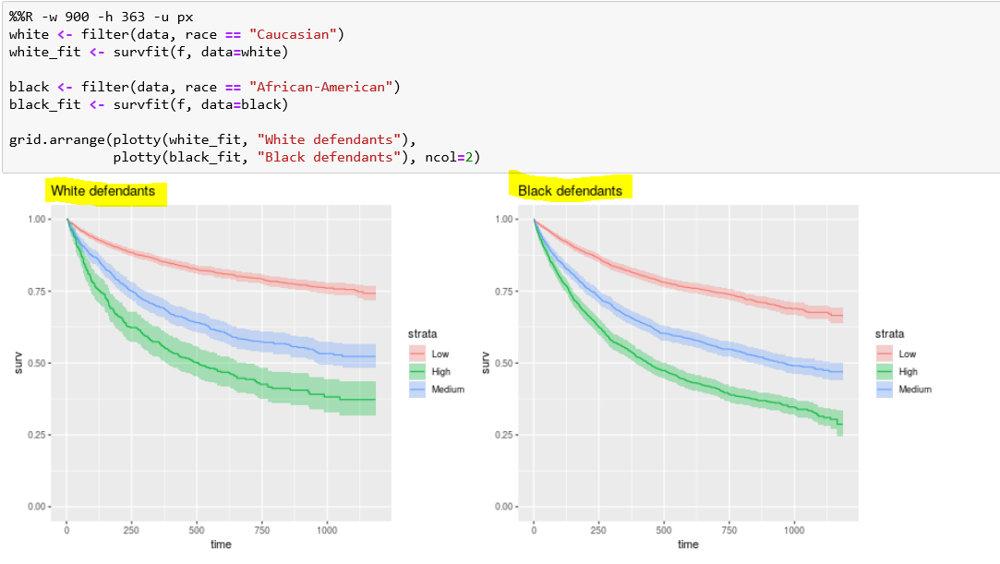 %%R -w 900 -h 363 -u px
white <- filter(data, race == "Caucasian")
white_fit <- survfit(f, data=white)
black <- filter(data, race == "African-American")
black_fit <- survfit(f, data=black)
grid.arrange(plotty(white_fit, "White defendants"),
plotty(black_fit, "Black defendants"), ncol=2)
White defendants
1.00
0.75
0.50
0.25
0.00
surv
0 250 500 750 1000
time
strata
Low
High
Medium
Black defendants
1.00
0.75
0.50
0.25
0.00
surv
0 250 500 750 1000
time
strata
Low
High
Medium